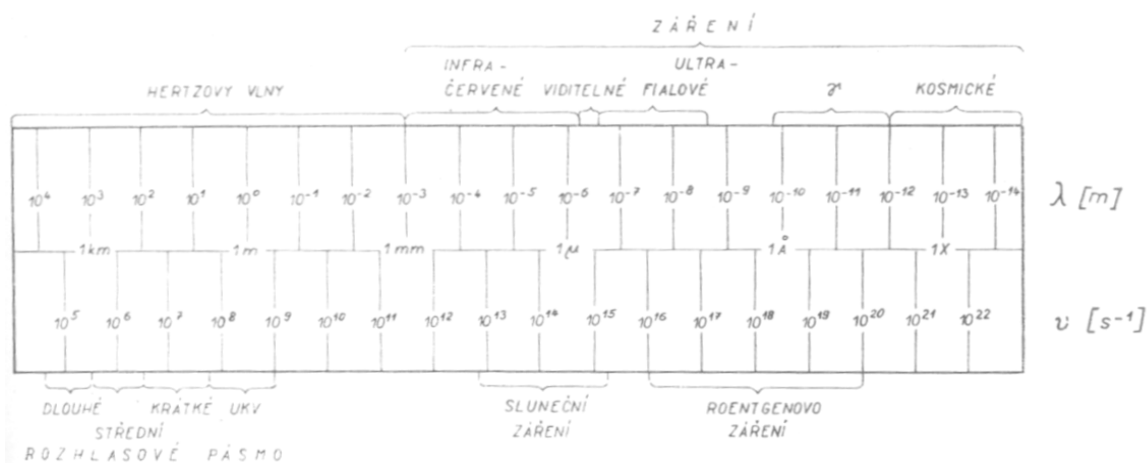 ZÁŘENÍ
INFRA- ULTRA-
HERTZOVY VLNY ČERVENÉ VIDITELNÉ FIALOVÉ γ KOSMICKÉ
10⁴ 10³ 10² 10¹ 10⁰ 10⁻¹ 10⁻² 10⁻³ 10⁻⁴ 10⁻⁵ 10⁻⁶ 10⁻⁷ 10⁻⁸ 10⁻⁹ 10⁻¹⁰ 10⁻¹¹ 10⁻¹² 10⁻¹³ 10⁻¹⁴ λ [m]
1km 1m 1mm 1μ 1Å 1X
10⁵ 10⁶ 10⁷ 10⁸ 10⁹ 10¹⁰ 10¹¹ 10¹² 10¹³ 10¹⁴ 10¹⁵ 10¹⁶ 10¹⁷ 10¹⁸ 10¹⁹ 10²⁰ 10²¹ 10²² ν [s⁻¹]
DLOUHÉ KRÁTKÉ UKV SLUNEČNÍ ROENTGENOVO
STŘEDNÍ ZÁŘENÍ ZÁŘENÍ
ROZHLASOVÉ PÁSMO